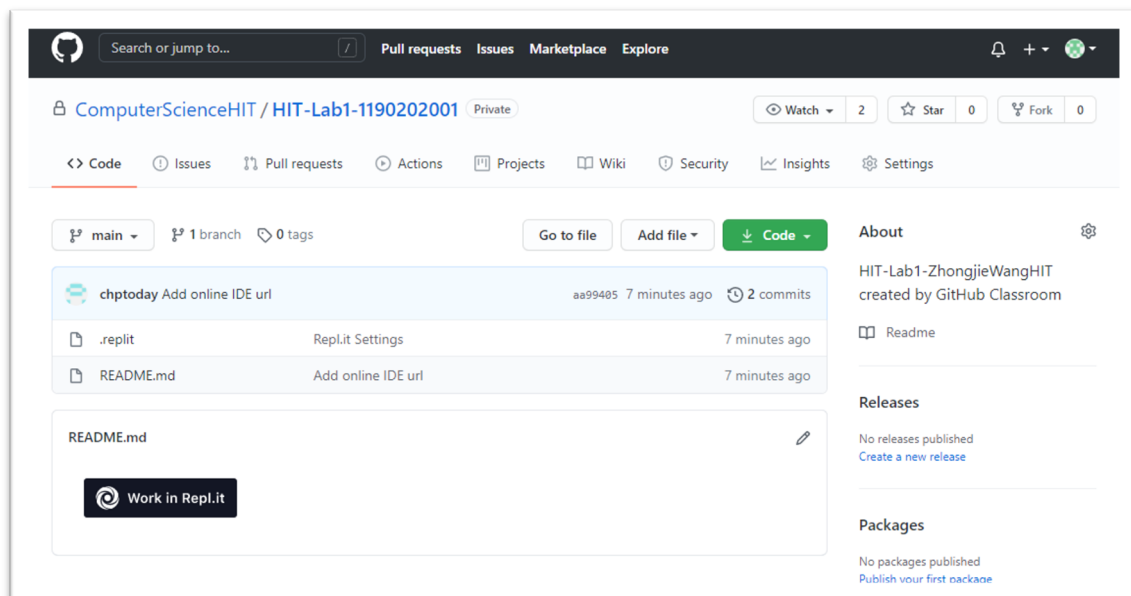 Search or jump to... / Pull requests Issues Marketplace Explore
ComputerScienceHIT / HIT-Lab1-1190202001 Private Watch 2 Star 0 Fork 0
Code Issues Pull requests Actions Projects Wiki Security Insights Settings
main 1 branch 0 tags Go to file Add file Code
chptoday Add online IDE url aa99405 7 minutes ago 2 commits
.replit Repl.it Settings 7 minutes ago
README.md Add online IDE url 7 minutes ago
README.md
Work in Repl.it
About
HIT-Lab1-ZhongjieWangHIT
created by GitHub Classroom
Readme
Releases
No releases published
Create a new release
Packages
No packages published
Publish your first package